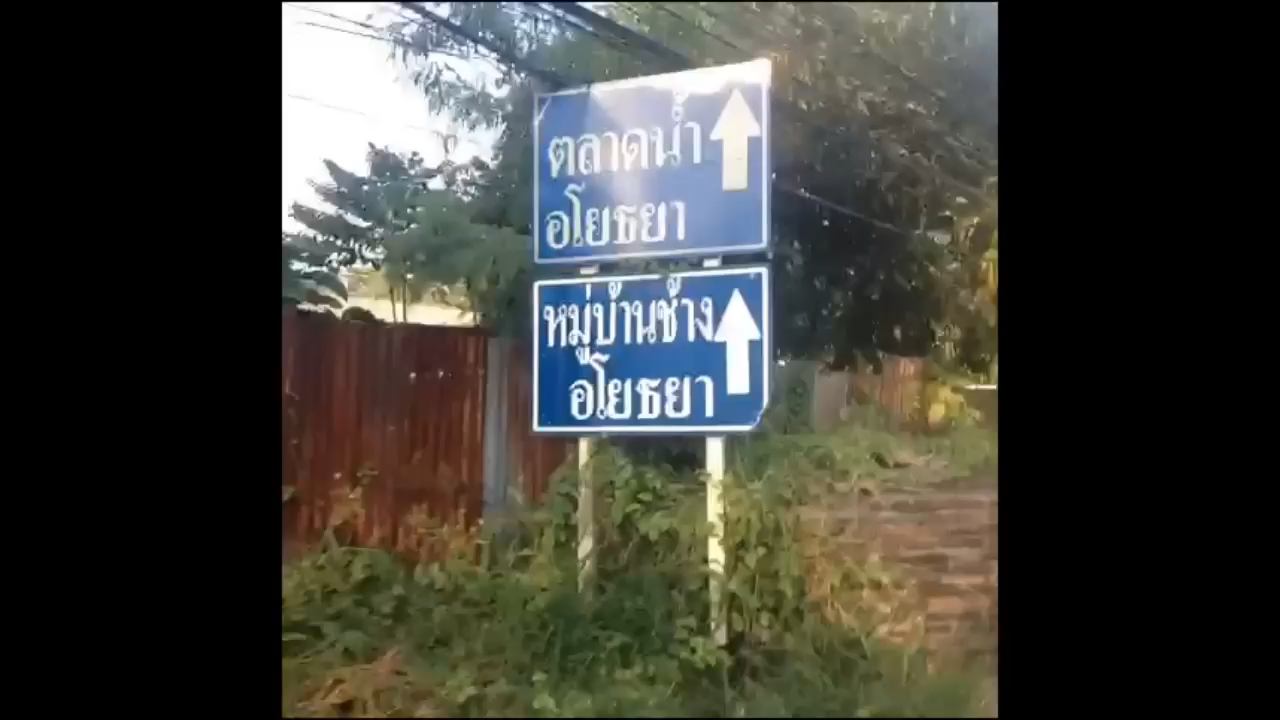 ตลาดน้ำ
อโยธยา
หมู่บ้านช้าง
อโยธยา